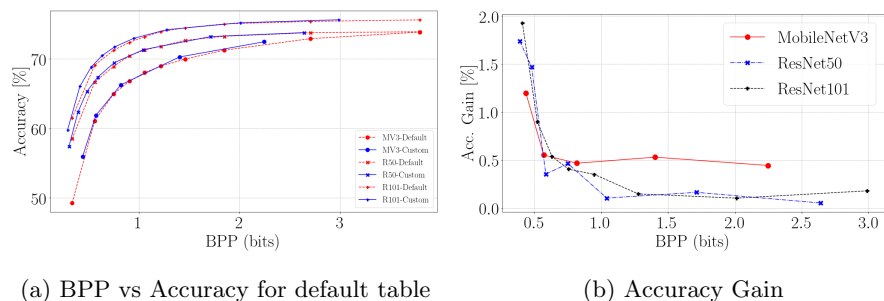 70
60
50
Accuracy [%]
1
2
3
BPP (bits)
MV3-Default
MV3-Custom
R50-Default
R50-Custom
R101-Default
R101-Custom
(a) BPP vs Accuracy for default table
2.0
1.5
1.0
0.5
0.0
Acc. Gain [%]
0.5
1.0
1.5
2.0
2.5
3.0
BPP (bits)
MobileNetV3
ResNet50
ResNet101
(b) Accuracy Gain